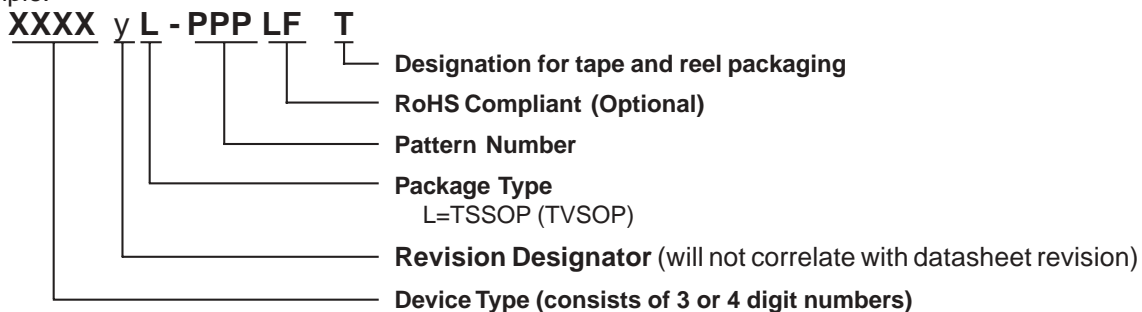 XXXX y L - PPP LF T
Designation for tape and reel packaging
RoHS Compliant (Optional)
Pattern Number
Package Type
L=TSSOP (TVSOP)
Revision Designator (will not correlate with datasheet revision)
Device Type (consists of 3 or 4 digit numbers)